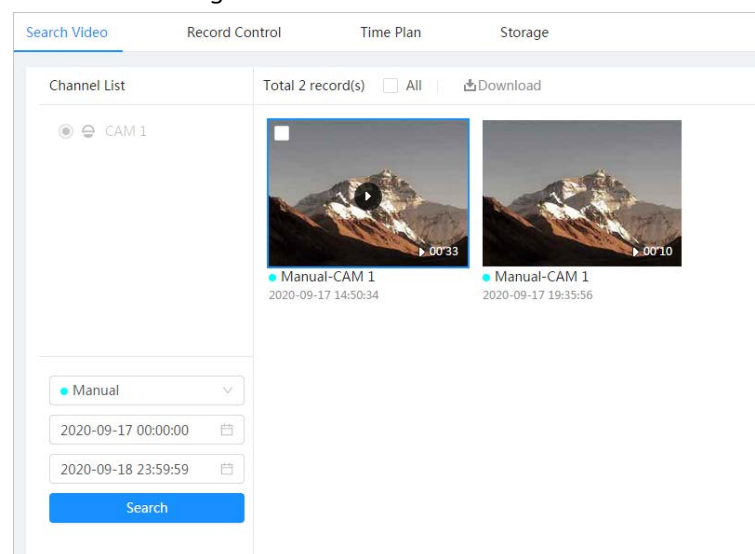 Search Video Record Control Time Plan Storage
Channel List
Total 2 record(s) All Download
CAM 1
00'33
00'10
Manual-CAM 1
2020-09-17 14:50:34
Manual-CAM 1
2020-09-17 19:35:56
Manual
2020-09-17 00:00:00
2020-09-18 23:59:59
Search